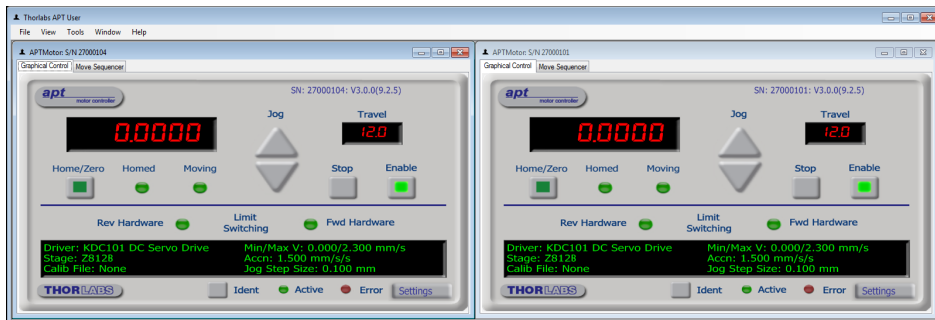 Thorlabs APT User
File View Tools Window Help
APTMotor: S/N 27000104
Graphical Control Move Sequencer
apt
motor controller
SN: 27000104: V3.0.0(9.2.5)
Jog
Travel
0.0000
12.0
Home/Zero Homed Moving
Stop Enable
Rev Hardware
Limit
Switching
Fwd Hardware
Driver: KDC101 DC Servo Drive Min/Max V: 0.000/2.300 mm/s
Stage: Z812B Accn: 1.500 mm/s/s
Calib File: None Jog Step Size: 0.100 mm
THORLABS
Ident Active Error Settings
APTMotor: S/N 27000101
Graphical Control Move Sequencer
apt
motor controller
SN: 27000101: V3.0.0(9.2.5)
Jog
Travel
0.0000
12.0
Home/Zero Homed Moving
Stop Enable
Rev Hardware
Limit
Switching
Fwd Hardware
Driver: KDC101 DC Servo Drive Min/Max V: 0.000/2.300 mm/s
Stage: Z812B Accn: 1.500 mm/s/s
Calib File: None Jog Step Size: 0.100 mm
THORLABS
Ident Active Error Settings